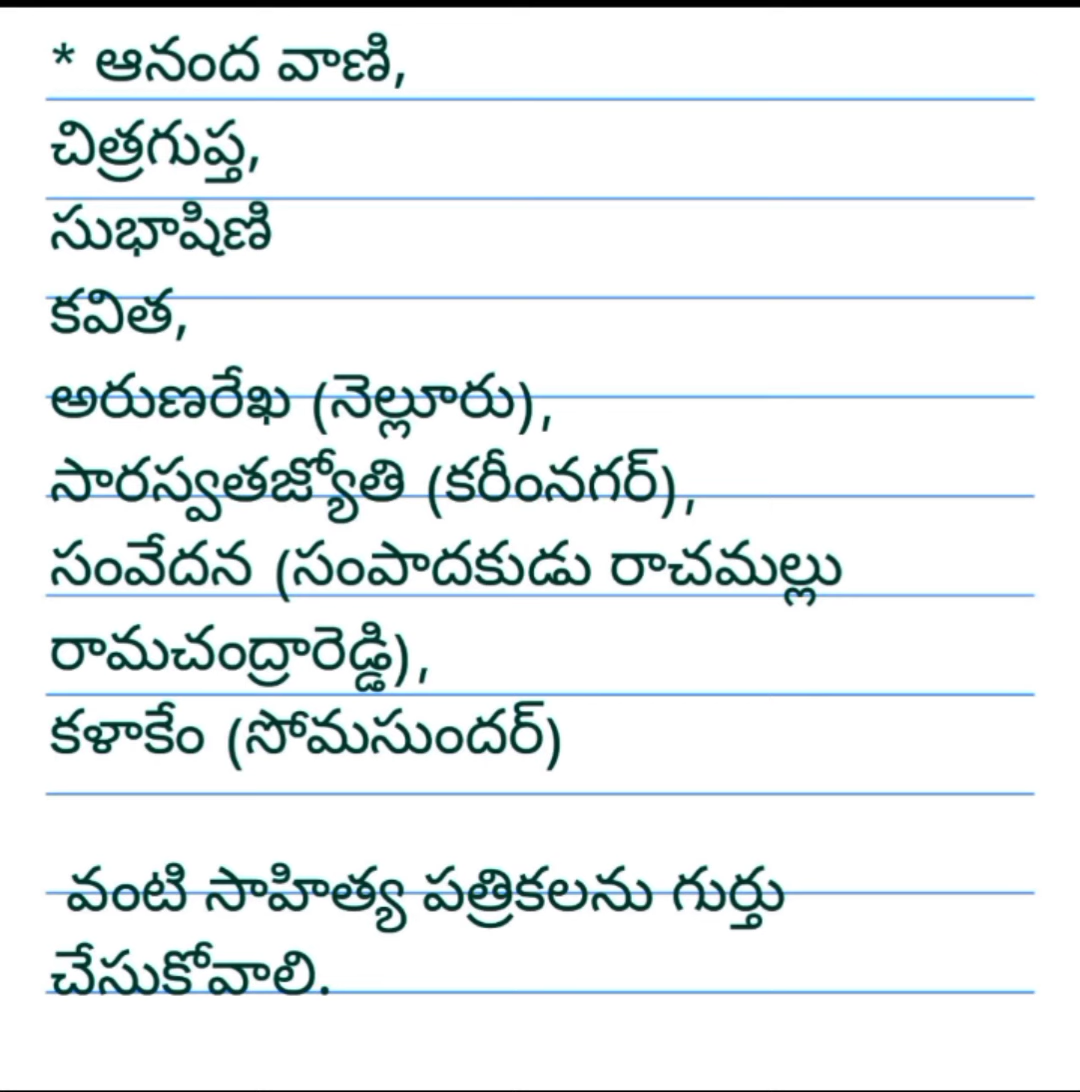 * ఆనంద వాణి,
చిత్రగుప్త,
సుభాషిణి
కవిత,
అరుణరేఖ (నెల్లూరు),
సారస్వతజ్యోతి (కరీంనగర్),
సంవేదన (సంపాదకుడు రాచమల్లు
రామచంద్రారెడ్డి),
కళాకేం (సోమసుందర్)
వంటి సాహిత్య పత్రికలను గుర్తు
చేసుకోవాలి.